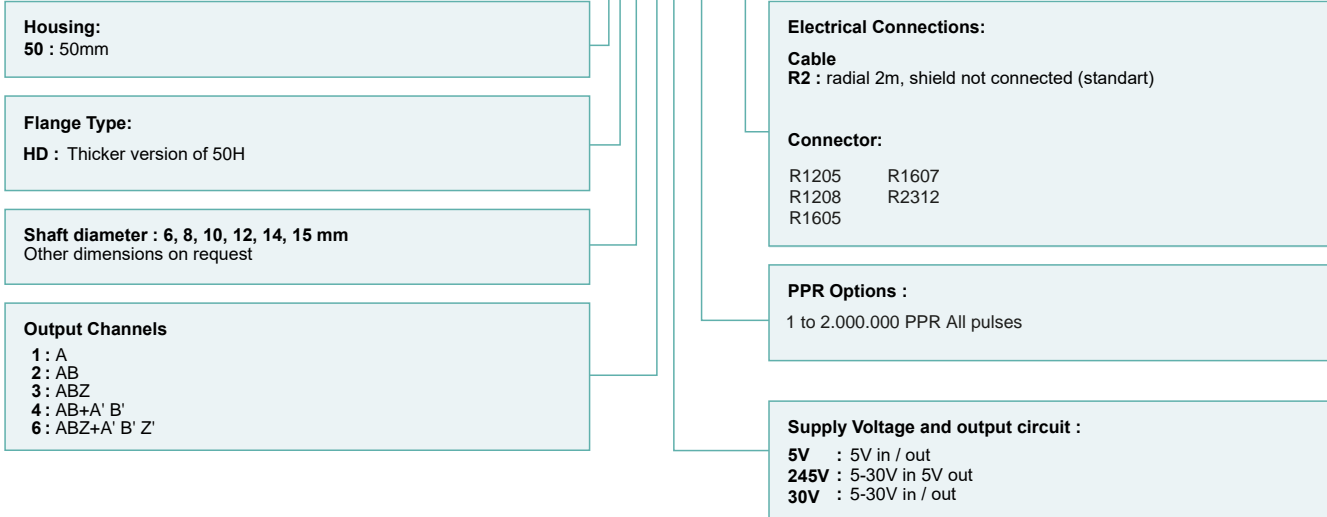 Housing:
50 : 50mm
Flange Type:
HD : Thicker version of 50H
Shaft diameter : 6, 8, 10, 12, 14, 15 mm
Other dimensions on request
Output Channels
1 : A
2 : AB
3 : ABZ
4 : AB+A' B'
6 : ABZ+A' B' Z'
Electrical Connections:
Cable
R2 : radial 2m, shield not connected (standart)
Connector:
R1205 R1607
R1208 R2312
R1605
PPR Options :
1 to 2.000.000 PPR All pulses
Supply Voltage and output circuit :
5V : 5V in / out
245V : 5-30V in 5V out
30V : 5-30V in / out